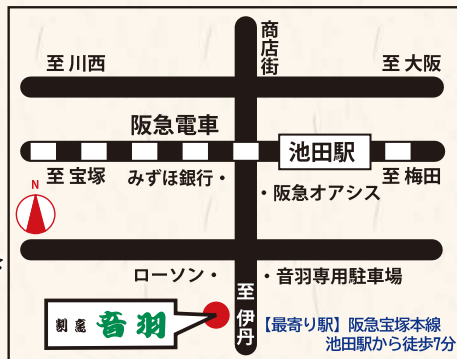 商店街
至 川西
至 大阪
阪急電車
池田駅
至 宝塚
みずほ銀行・
至 梅田
・阪急オアシス
N
ローソン・
・音羽専用駐車場
至 伊丹
割烹 音羽
【最寄り駅】阪急宝塚本線
池田駅から徒歩7分